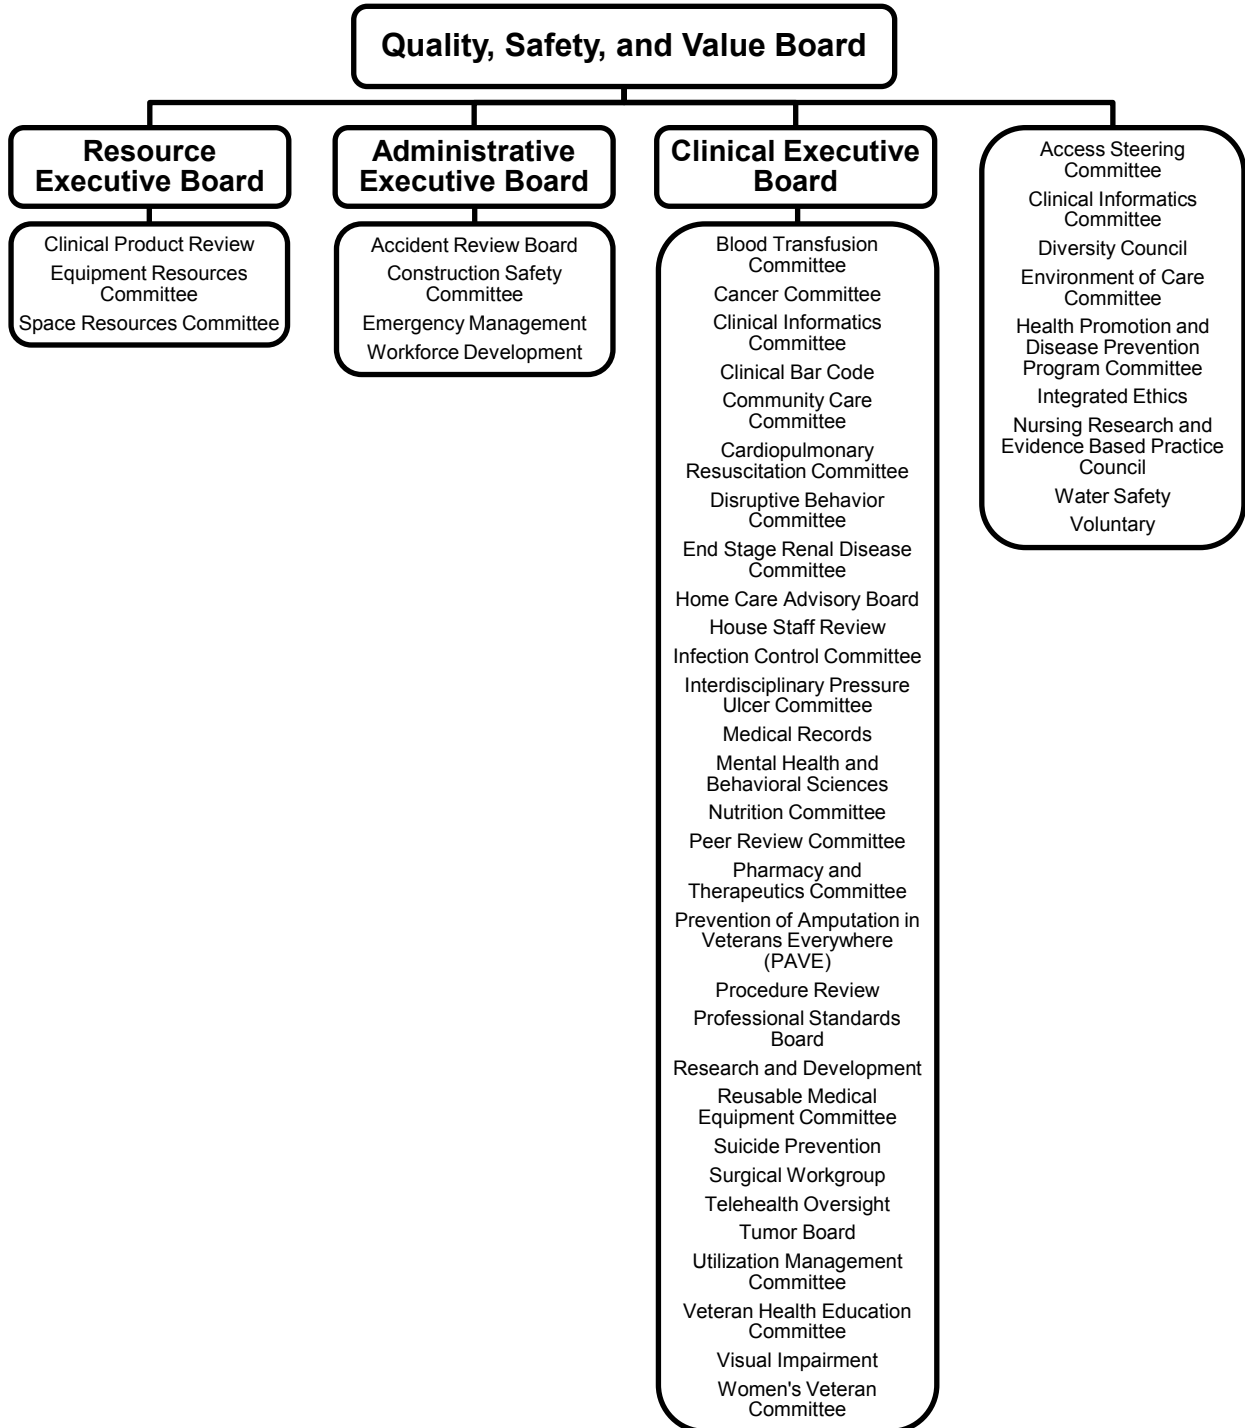 Quality, Safety, and Value Board
Resource
Executive Board
Clinical Product Review
Equipment Resources
Committee
Space Resources Committee
Administrative
Executive Board
Accident Review Board
Construction Safety
Committee
Emergency Management
Workforce Development
Clinical Executive
Board
Blood Transfusion
Committee
Cancer Committee
Clinical Informatics
Committee
Clinical Bar Code
Community Care
Committee
Cardiopulmonary
Resuscitation Committee
Disruptive Behavior
Committee
End Stage Renal Disease
Committee
Home Care Advisory Board
House Staff Review
Infection Control Committee
Interdisciplinary Pressure
Ulcer Committee
Medical Records
Mental Health and
Behavioral Sciences
Nutrition Committee
Peer Review Committee
Pharmacy and
Therapeutics Committee
Prevention of Amputation in
Veterans Everywhere
(PAVE)
Procedure Review
Professional Standards
Board
Research and Development
Reusable Medical
Equipment Committee
Suicide Prevention
Surgical Workgroup
Telehealth Oversight
Tumor Board
Utilization Management
Committee
Veteran Health Education
Committee
Visual Impairment
Women's Veteran
Committee
Access Steering
Committee
Clinical Informatics
Committee
Diversity Council
Environment of Care
Committee
Health Promotion and
Disease Prevention
Program Committee
Integrated Ethics
Nursing Research and
Evidence Based Practice
Council
Water Safety
Voluntary